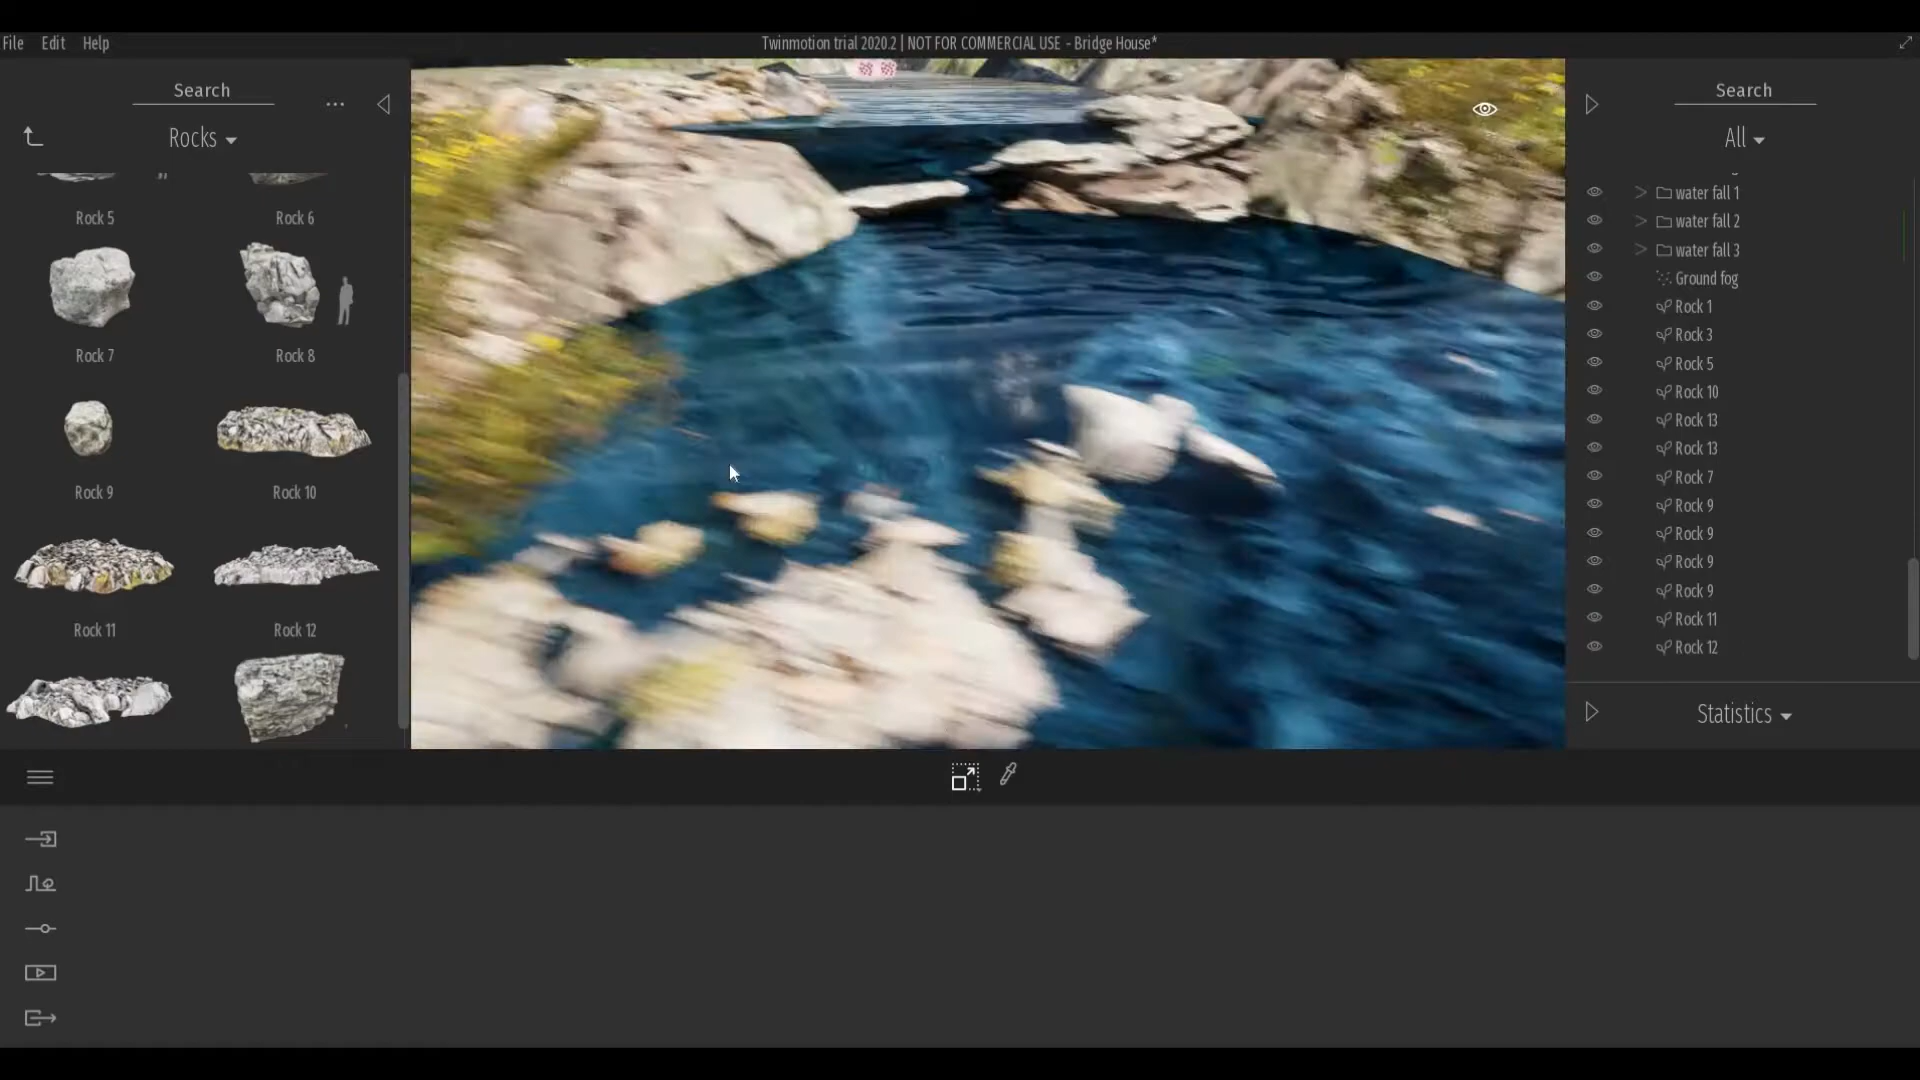 File Edit Help
Twinmotion trial 2020.2 | NOT FOR COMMERCIAL USE - Bridge House*
Search
...
Rocks
Rock 5 Rock 6
Rock 7 Rock 8
Rock 9 Rock 10
Rock 11 Rock 12
Search
All
water fall 1
water fall 2
water fall 3
Ground fog
Rock 1
Rock 3
Rock 5
Rock 10
Rock 13
Rock 13
Rock 7
Rock 9
Rock 9
Rock 9
Rock 9
Rock 11
Rock 12
Statistics